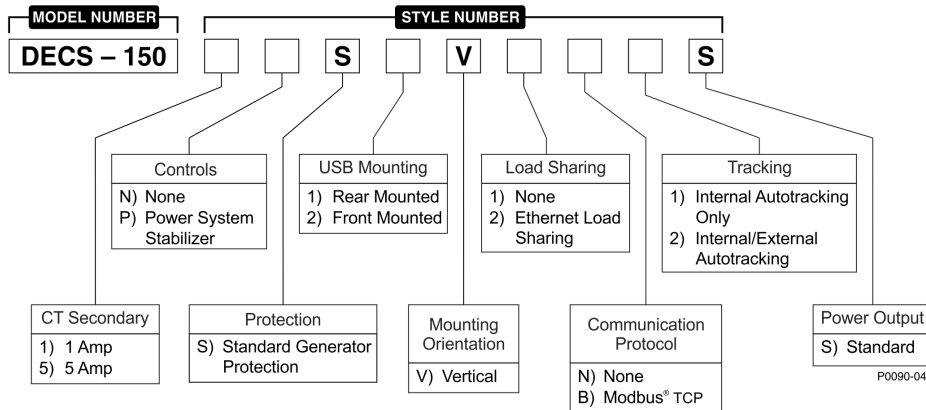 MODEL NUMBER
STYLE NUMBER
DECS – 150
S
V
S
Controls
N) None
P) Power System
Stabilizer
USB Mounting
1) Rear Mounted
2) Front Mounted
Load Sharing
1) None
2) Ethernet Load
Sharing
Tracking
1) Internal Autotracking
Only
2) Internal/External
Autotracking
CT Secondary
1) 1 Amp
5) 5 Amp
Protection
S) Standard Generator
Protection
Mounting
Orientation
V) Vertical
Communication
Protocol
N) None
B) Modbus® TCP
Power Output
S) Standard
P0090-04